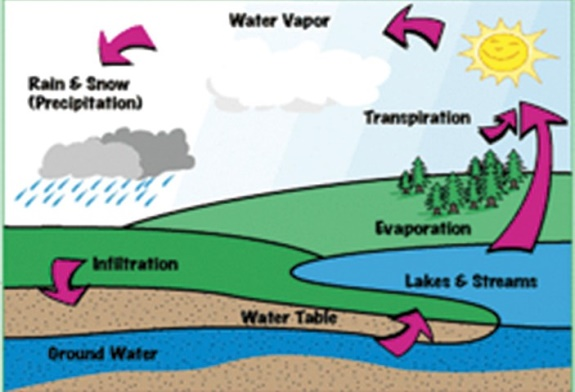 Water Vapor
Rain & Snow
(Precipitation)
Transpiration
Evaporation
Infiltration
Lakes & Streams
Water Table
Ground Water